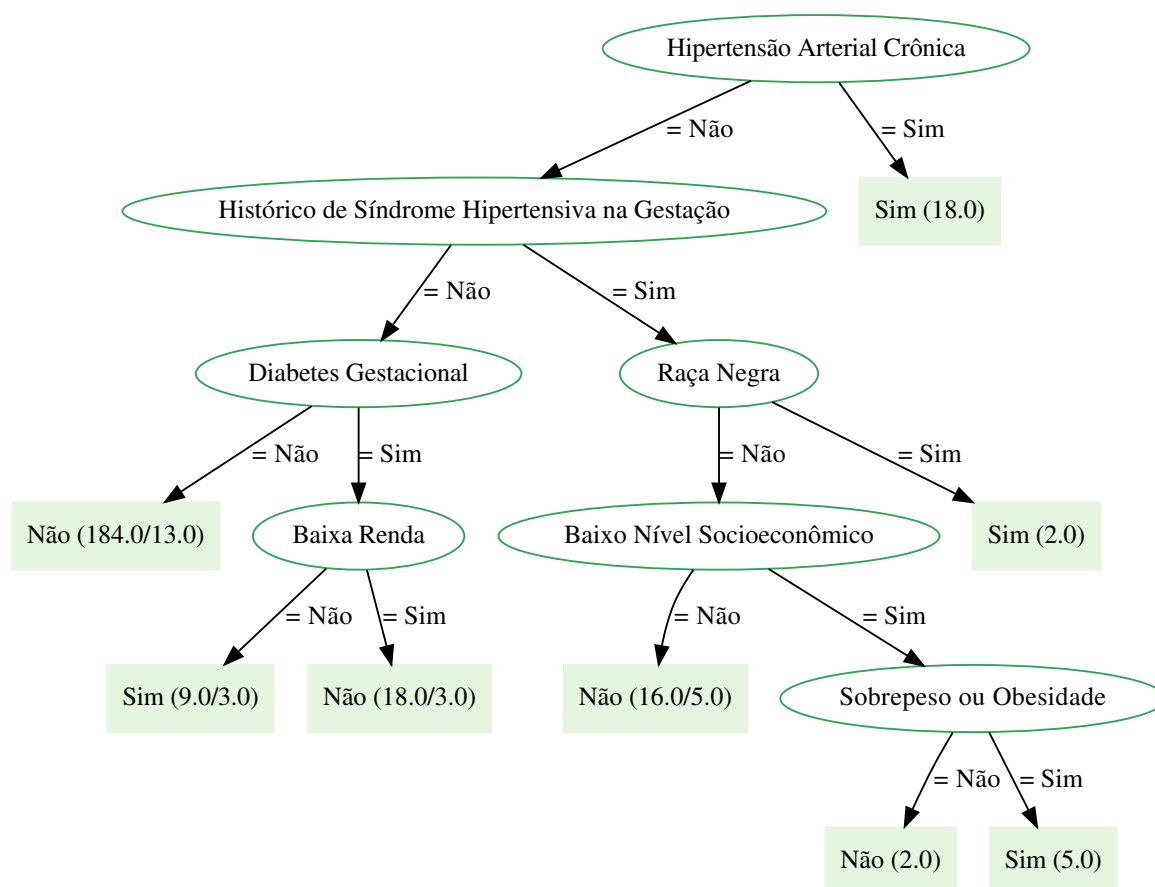 Hipertensão Arterial Crônica
= Não
= Sim
Histórico de Síndrome Hipertensiva na Gestação
Sim (18.0)
= Não
= Sim
Diabetes Gestacional
Raça Negra
= Não
= Sim
= Não
= Sim
Não (184.0/13.0)
Baixa Renda
Baixo Nível Socioeconômico
Sim (2.0)
= Não
= Sim
= Não
= Sim
Sim (9.0/3.0)
Não (18.0/3.0)
Não (16.0/5.0)
Sobrepeso ou Obesidade
= Não
= Sim
Não (2.0)
Sim (5.0)